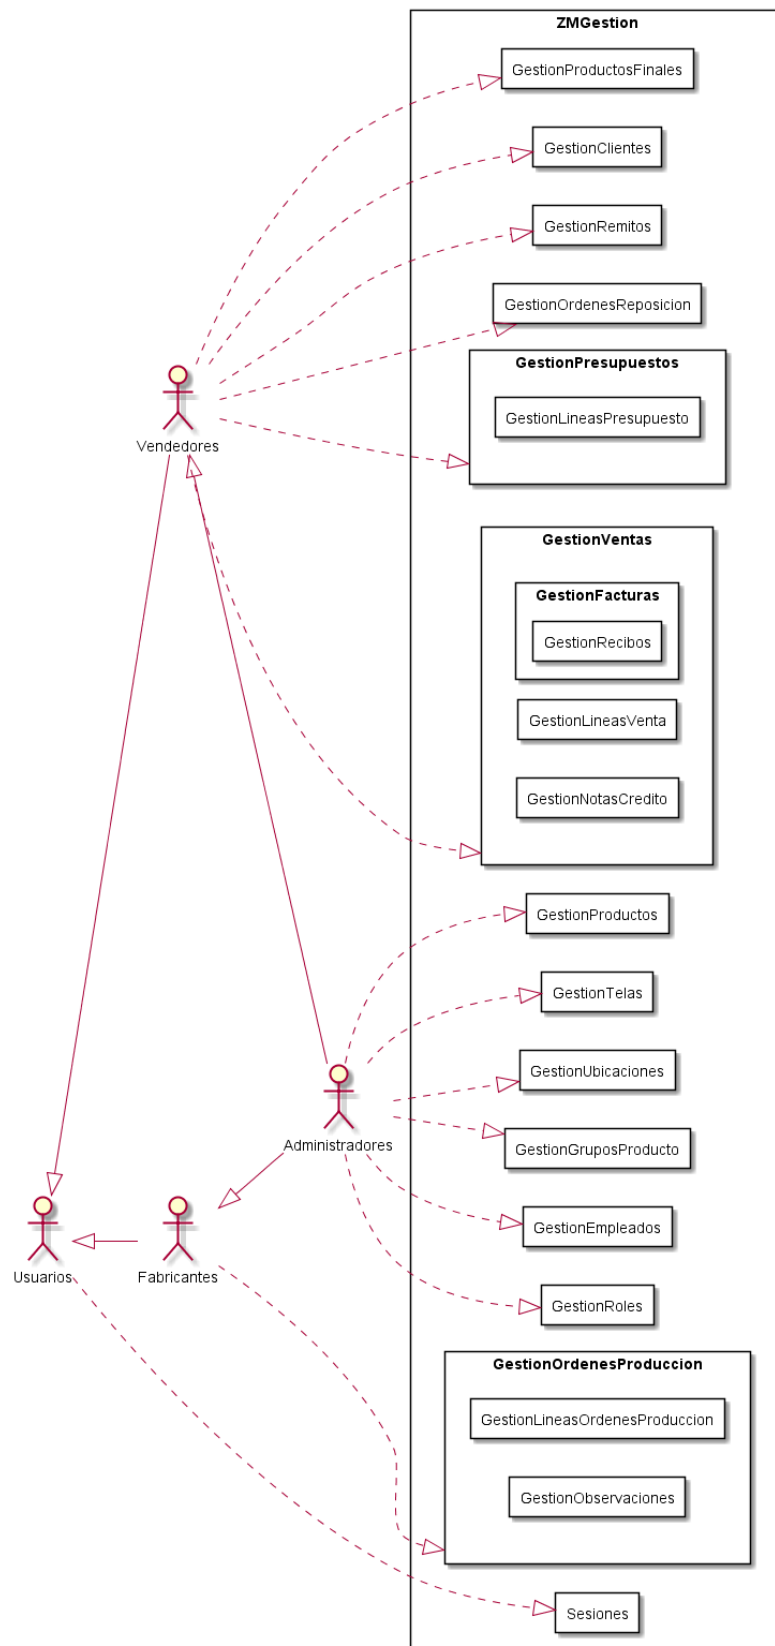 ZMGestion
GestionProductosFinales
GestionClientes
GestionRemitos
GestionOrdenesReposicion
GestionPresupuestos
GestionLineasPresupuesto
Vendedores
GestionVentas
GestionFacturas
GestionRecibos
GestionLineasVenta
GestionNotasCredito
GestionProductos
GestionTelas
GestionUbicaciones
Administradores
GestionGruposProducto
GestionEmpleados
Usuarios
Fabricantes
GestionRoles
GestionOrdenesProduccion
GestionLineasOrdenesProduccion
GestionObservaciones
Sesiones